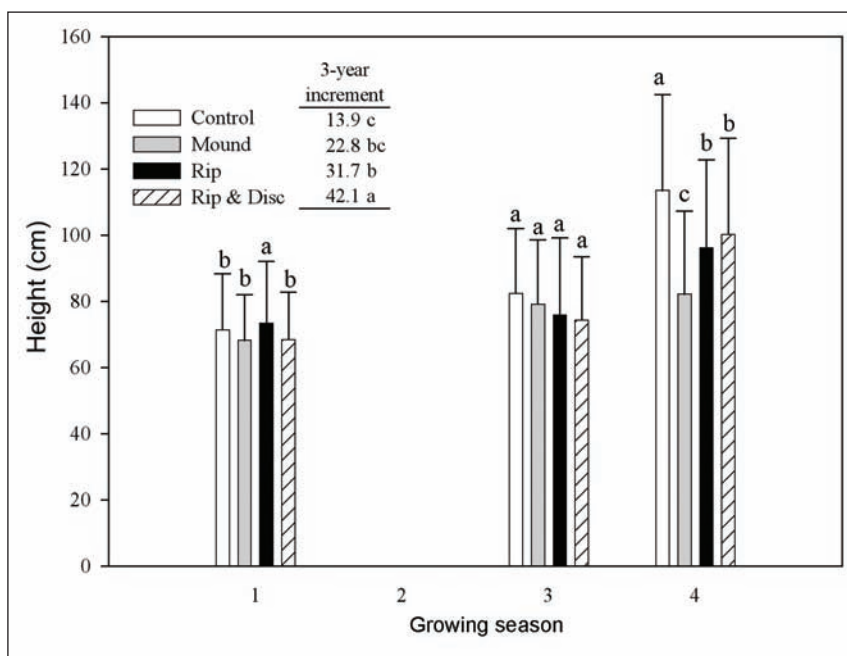 160
140
120
100
80
60
40
20
0
Height (cm)
3-year
increment
Control 13.9 c
Mound 22.8 bc
Rip 31.7 b
Rip & Disc 42.1 a
b b a b
a a a a
a c b b
1 2 3 4
Growing season